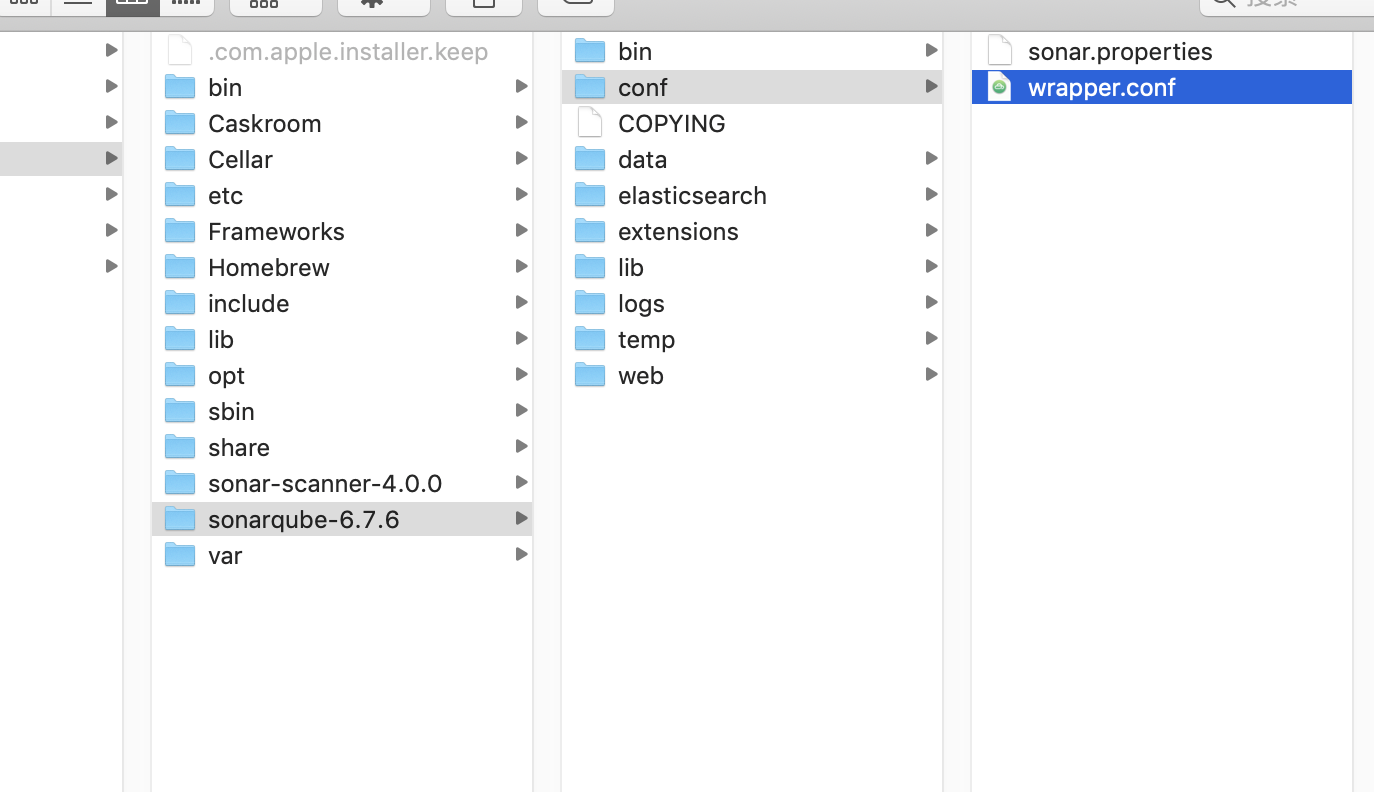 搜索
.com.apple.installer.keep
bin
Caskroom
Cellar
etc
Frameworks
Homebrew
include
lib
opt
sbin
share
sonar-scanner-4.0.0
sonarqube-6.7.6
var
bin
conf
COPYING
data
elasticsearch
extensions
lib
logs
temp
web
sonar.properties
wrapper.conf